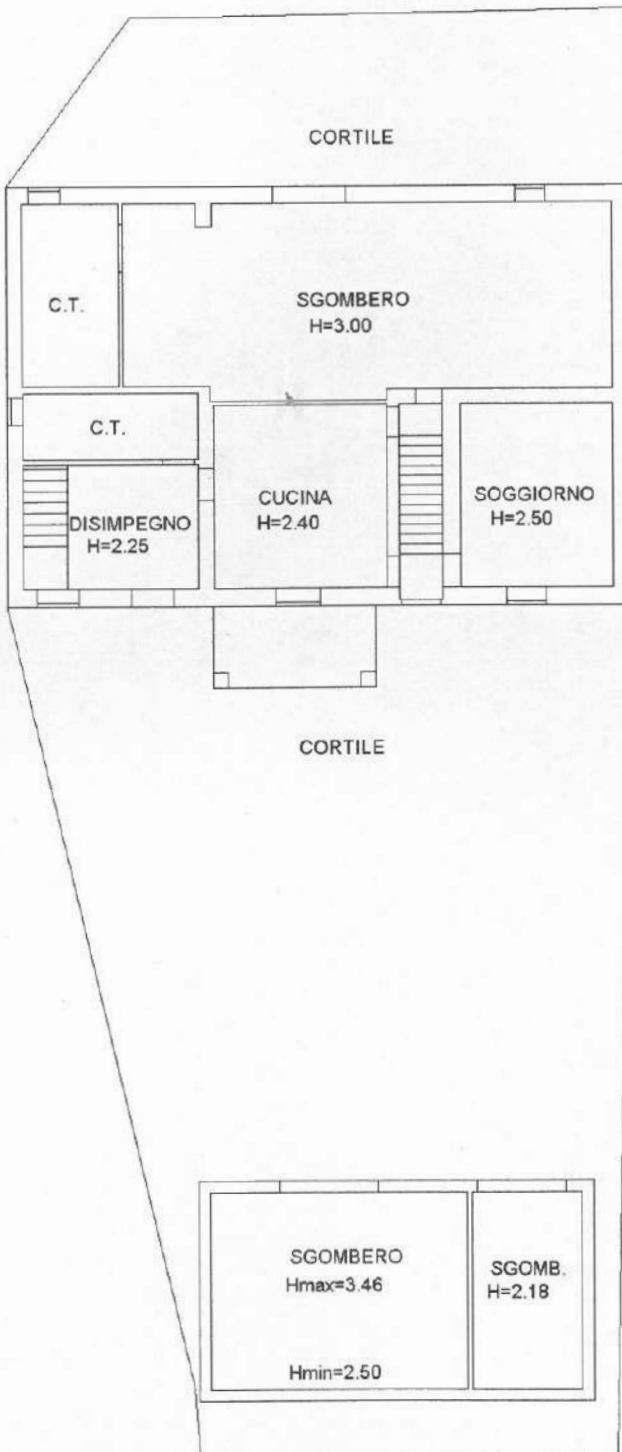 CORTILE
C.T.
SGOMBERO
H=3.00
C.T.
DISIMPEGNO
H=2.25
CUCINA
H=2.40
SOGGIORNO
H=2.50
CORTILE
SGOMBERO
Hmax=3.46
Hmin=2.50
SGOMB.
H=2.18